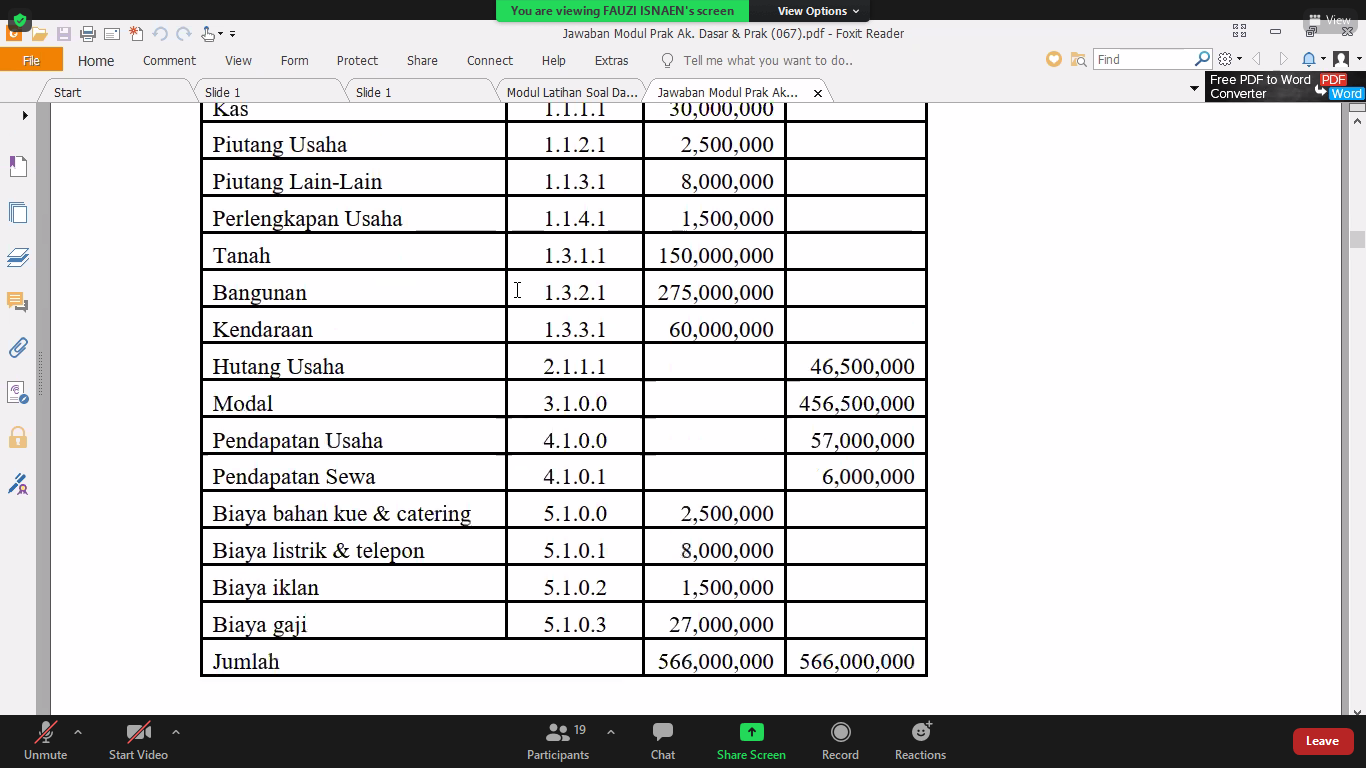 You are viewing FAUZI ISNAEN's screen View Options
View
Jawaban Modul Prak Ak. Dasar & Prak (067).pdf - Foxit Reader
File Home Comment View Form Protect Share Connect Help Extras Tell me what you want to do.. Find
Start Slide 1 Slide 1 Modul Latihan Soal Da... Jawaban Modul Prak Ak...
Free PDF to Word PDF
Converter Word
Kas 1.1.1.1 30,000,000
Piutang Usaha 1.1.2.1 2,500,000
Piutang Lain-Lain 1.1.3.1 8,000,000
Perlengkapan Usaha 1.1.4.1 1,500,000
Tanah 1.3.1.1 150,000,000
Bangunan 1.3.2.1 275,000,000
Kendaraan 1.3.3.1 60,000,000
Hutang Usaha 2.1.1.1 46,500,000
Modal 3.1.0.0 456,500,000
Pendapatan Usaha 4.1.0.0 57,000,000
Pendapatan Sewa 4.1.0.1 6,000,000
Biaya bahan kue & catering 5.1.0.0 2,500,000
Biaya listrik & telepon 5.1.0.1 8,000,000
Biaya iklan 5.1.0.2 1,500,000
Biaya gaji 5.1.0.3 27,000,000
Jumlah 566,000,000 566,000,000
19
Unmute Start Video Participants Chat Share Screen Record Reactions Leave